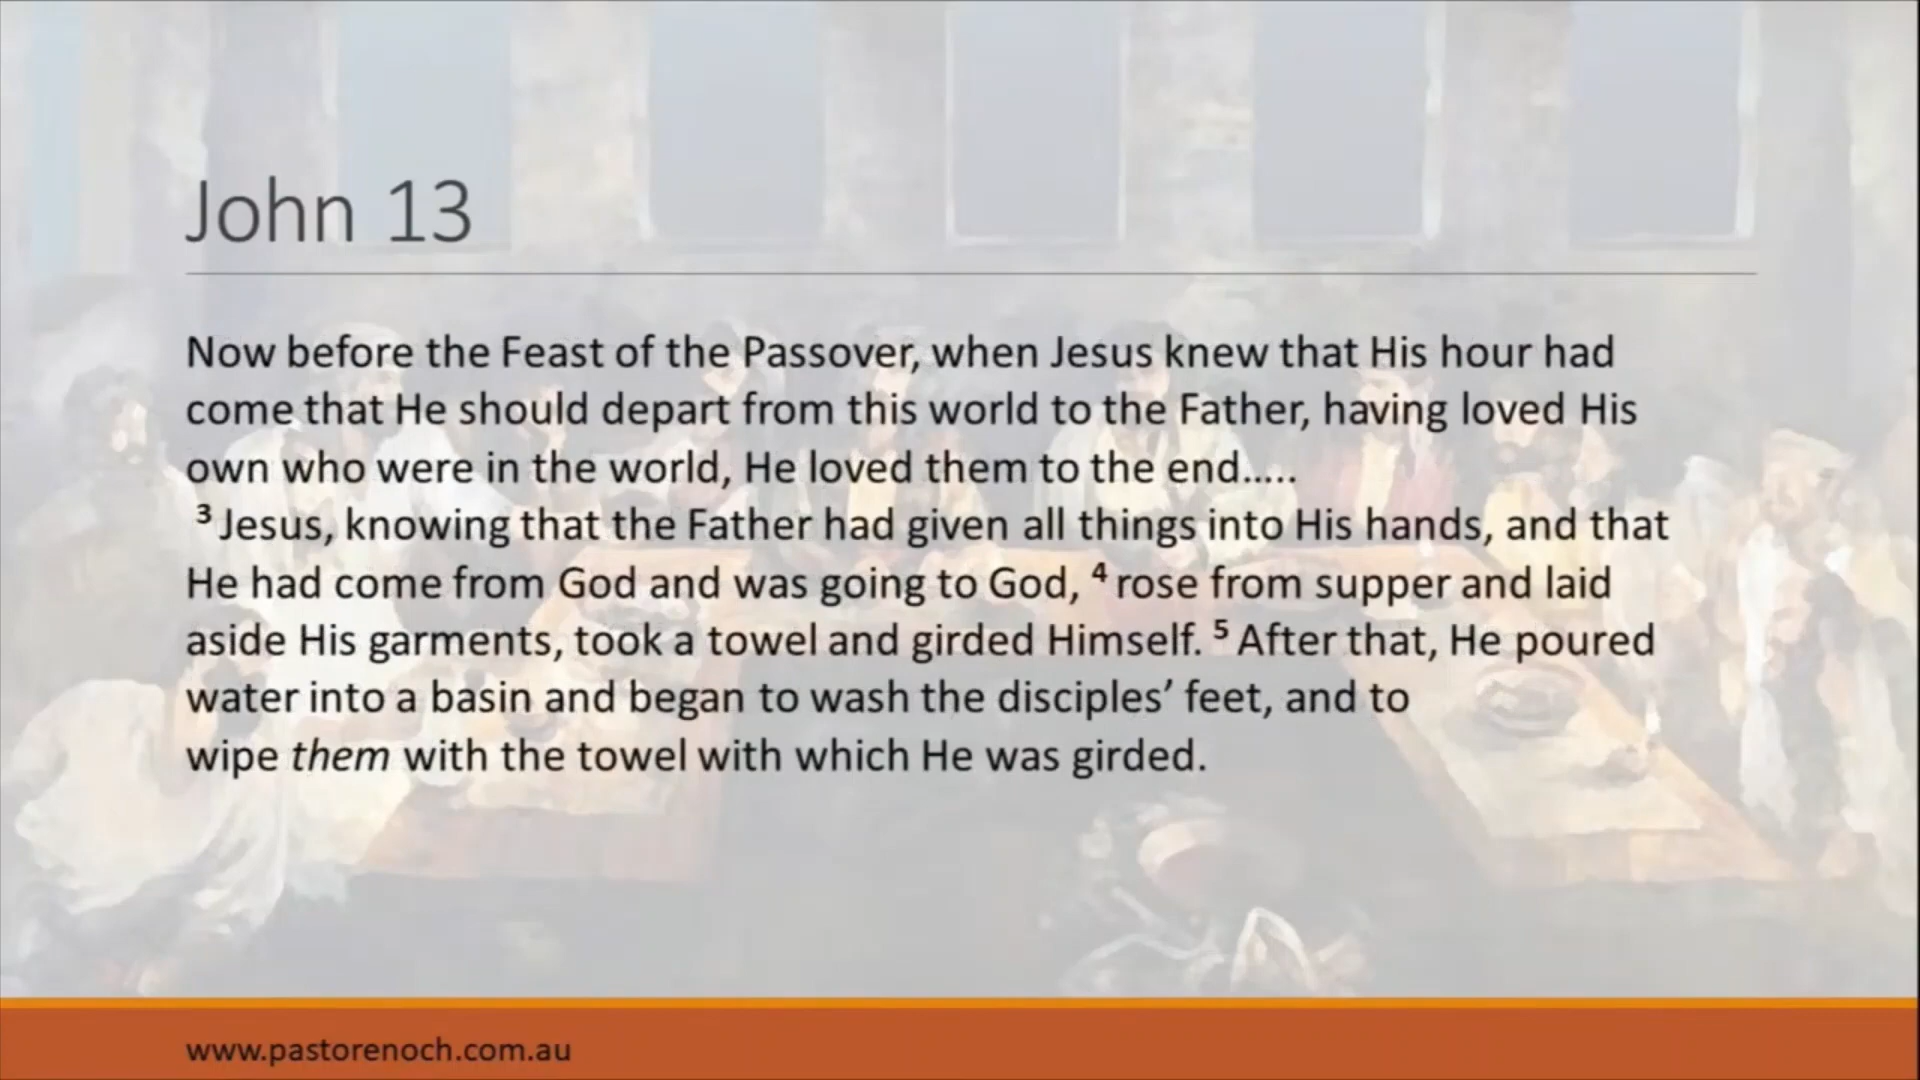 John 13
Now before the Feast of the Passover, when Jesus knew that His hour had
come that He should depart from this world to the Father, having loved His
own who were in the world, He loved them to the end.....
³ Jesus, knowing that the Father had given all things into His hands, and that
He had come from God and was going to God, ⁴ rose from supper and laid
aside His garments, took a towel and girded Himself. ⁵ After that, He poured
water into a basin and began to wash the disciples’ feet, and to
wipe them with the towel with which He was girded.
www.pastorenoch.com.au